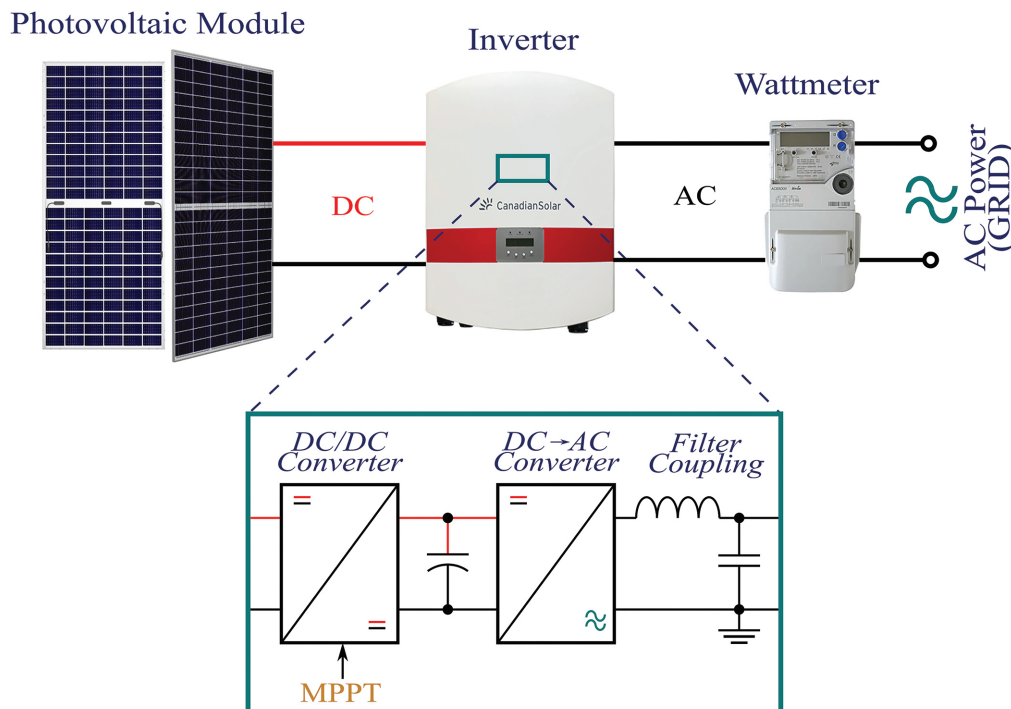 Photovoltaic Module
Inverter
Wattmeter
DC
AC
AC Power
(GRID)
CanadianSolar
DC/DC
Converter
DC→AC
Converter
Filter
Coupling
MPPT